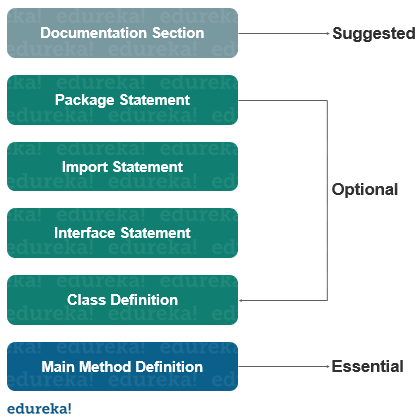 Documentation Section
Suggested
Package Statement
Import Statement
Optional
Interface Statement
Class Definition
Main Method Definition
Essential
edureka!